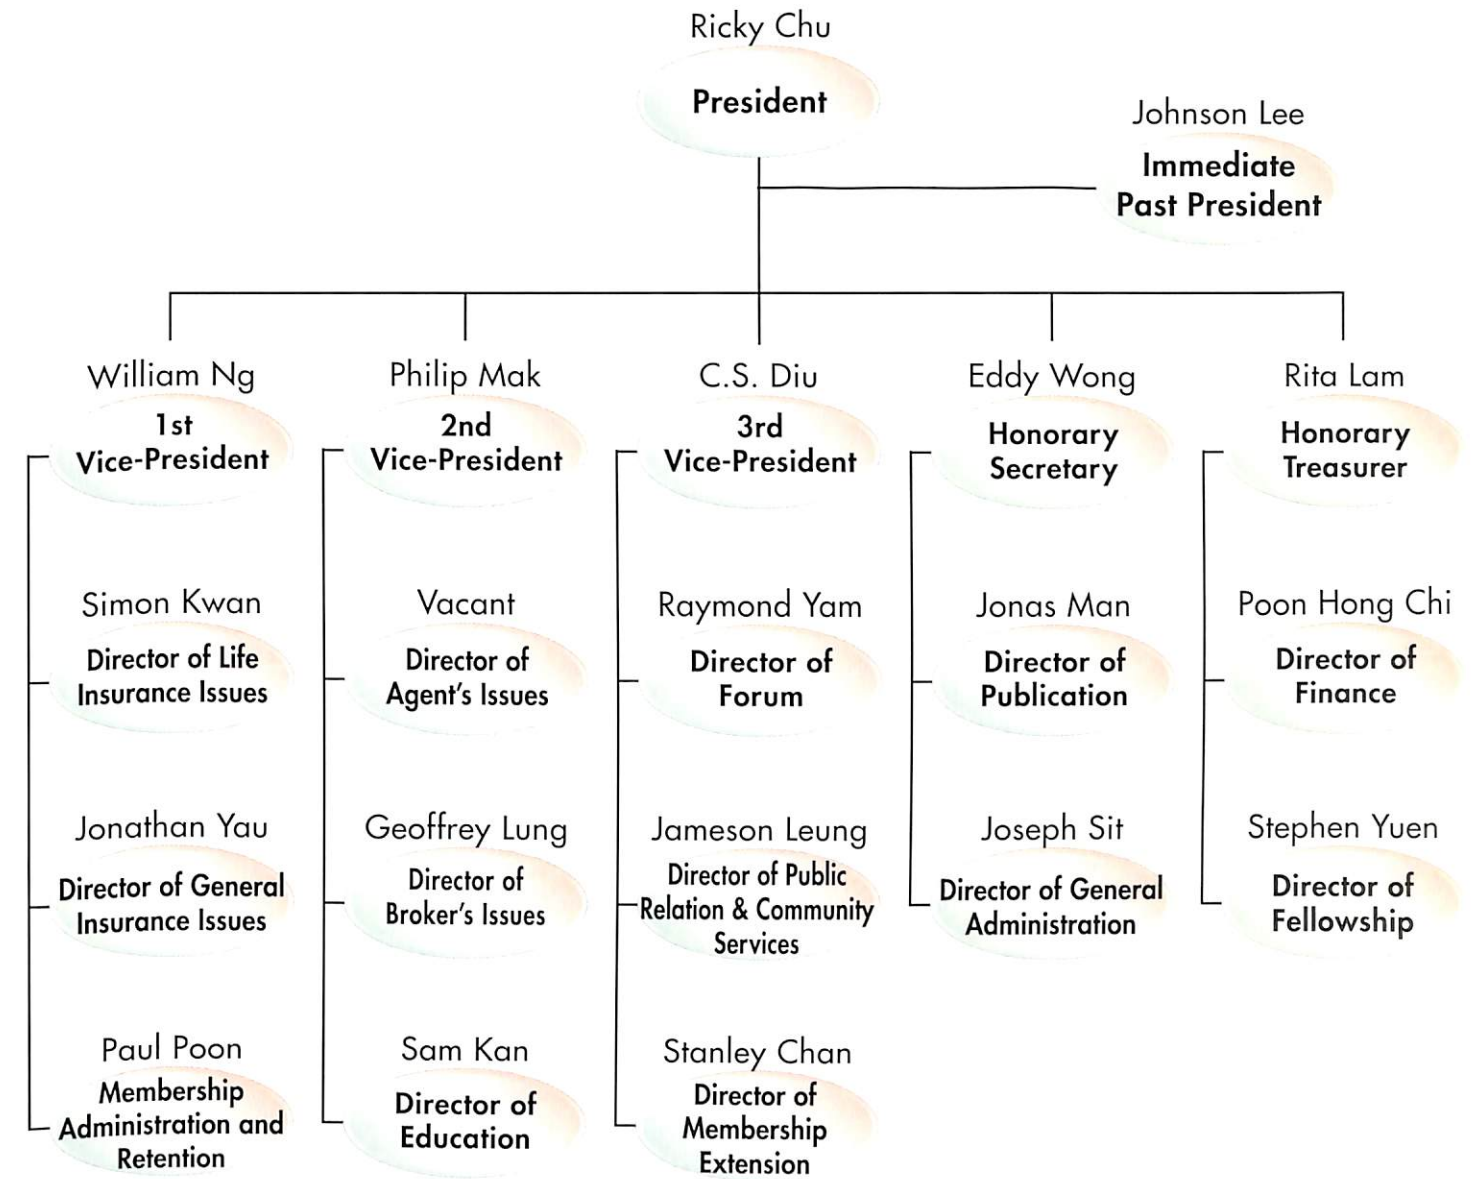 Ricky Chu
President
Johnson Lee
Immediate
Past President
William Ng
1st
Vice-President
Philip Mak
2nd
Vice-President
C.S. Diu
3rd
Vice-President
Eddy Wong
Honorary
Secretary
Rita Lam
Honorary
Treasurer
Simon Kwan
Director of Life
Insurance Issues
Vacant
Director of
Agent's Issues
Raymond Yam
Director of
Forum
Jonas Man
Director of
Publication
Poon Hong Chi
Director of
Finance
Jonathan Yau
Director of General
Insurance Issues
Geoffrey Lung
Director of
Broker's Issues
Jameson Leung
Director of Public
Relation & Community
Services
Joseph Sit
Director of General
Administration
Stephen Yuen
Director of
Fellowship
Paul Poon
Membership
Administration and
Retention
Sam Kan
Director of
Education
Stanley Chan
Director of
Membership
Extension